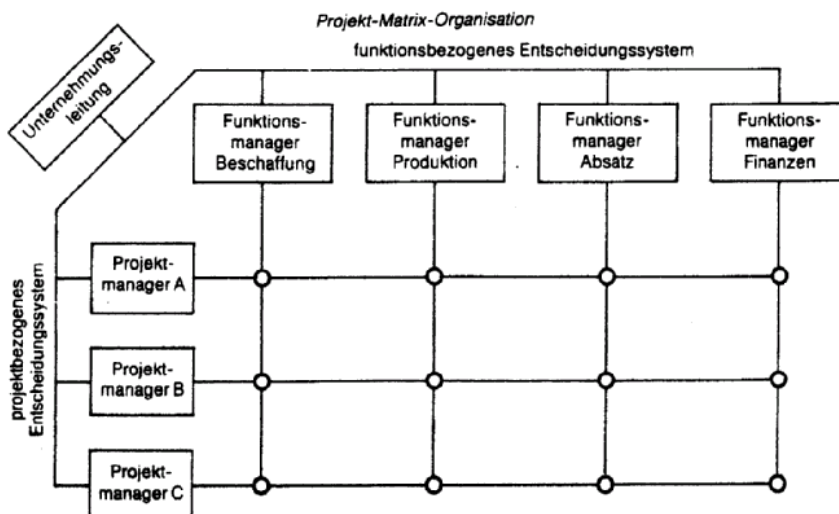 Projekt-Matrix-Organisation
funktionsbezogenes Entscheidungssystem
Unternehmungs-
leitung
Funktions-
manager
Beschaffung
Funktions-
manager
Produktion
Funktions-
manager
Absatz
Funktions-
manager
Finanzen
projektbezogenes
Entscheidungssystem
Projekt-
manager A
Projekt-
manager B
Projekt-
manager C